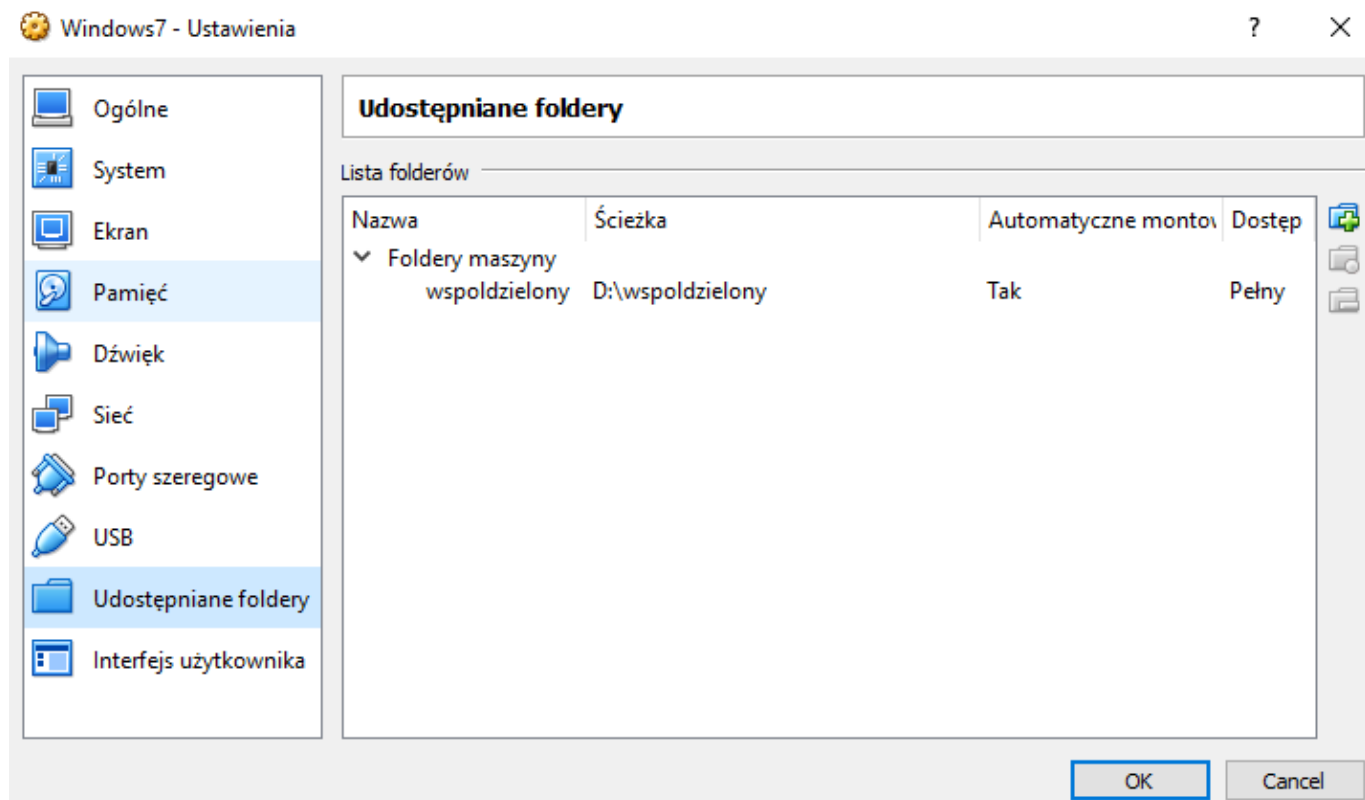 Windows7 - Ustawienia ?
Ogólne
System
Ekran
Pamięć
Dźwięk
Sieć
Porty szeregowe
USB
Udostępniane foldery
Interfejs użytkownika
Udostępniane foldery
Lista folderów
Nazwa Ścieżka Automatyczne montov Dostęp
Foldery maszyny
wspoldzielony D:\wspoldzielony Tak Pełny
OK Cancel